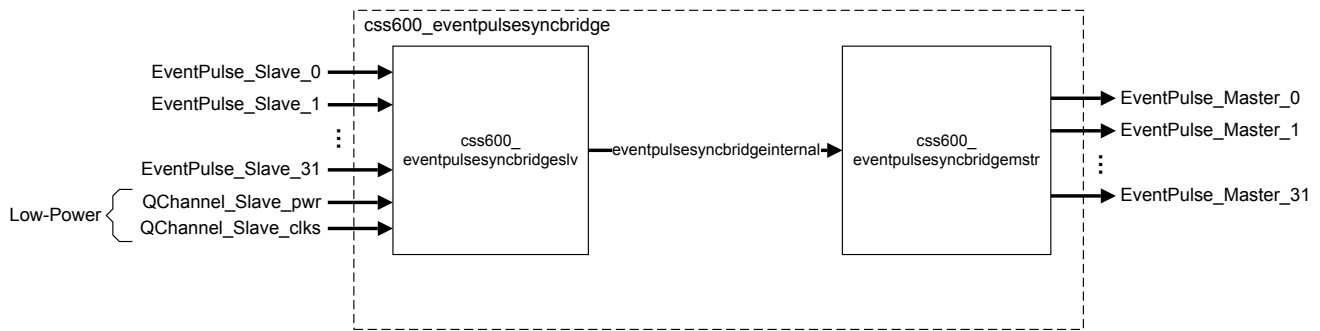 css600_eventpulsesyncbridge
EventPulse_Slave_0
EventPulse_Slave_1
⋮
EventPulse_Slave_31
Low-Power
QChannel_Slave_pwr
QChannel_Slave_clks
css600_
eventpulsesyncbridgeslv
eventpulsesyncbridgeinternal
css600_
eventpulsesyncbridgemstr
EventPulse_Master_0
EventPulse_Master_1
⋮
EventPulse_Master_31